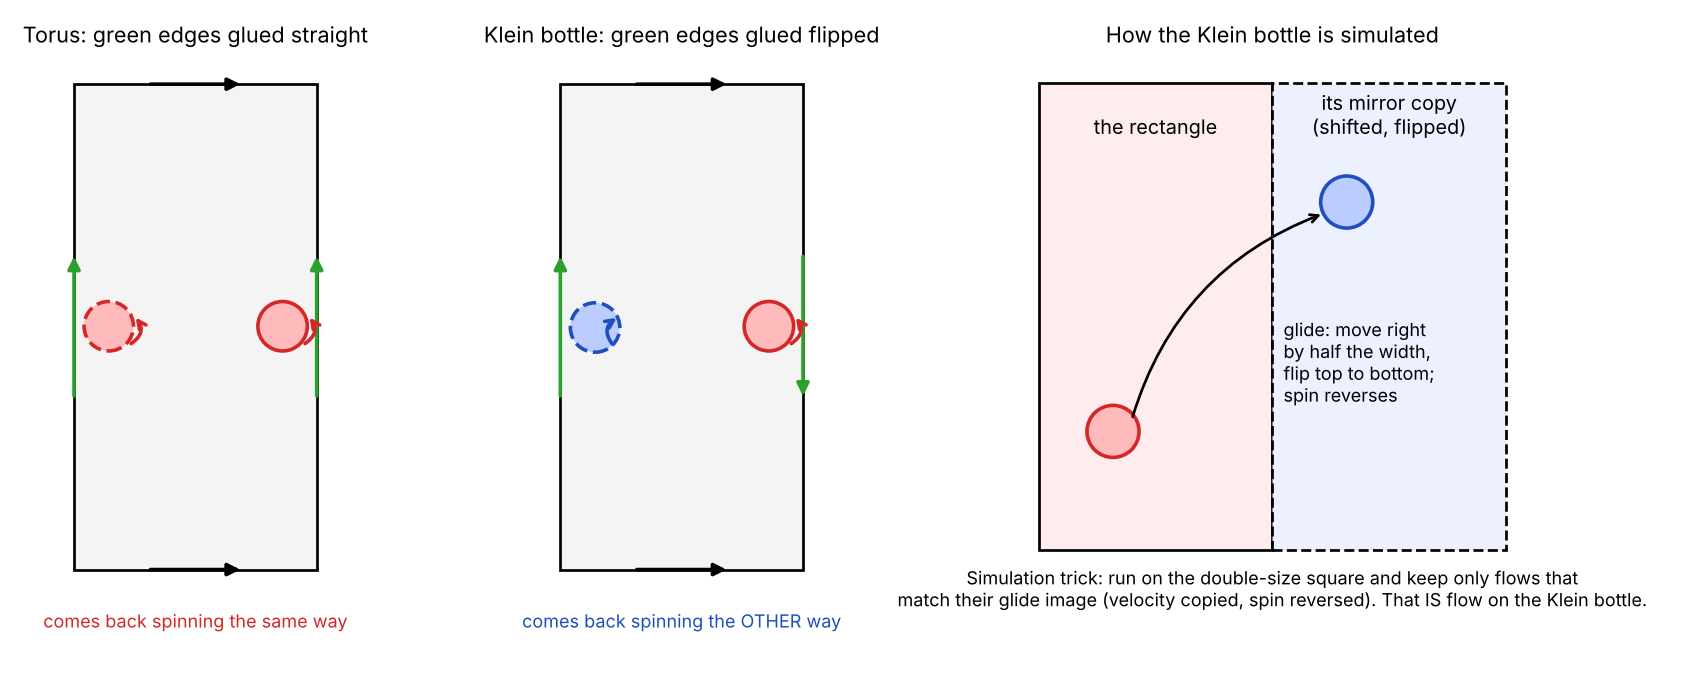 Torus: green edges glued straight
Klein bottle: green edges glued flipped
How the Klein bottle is simulated
the rectangle
its mirror copy
(shifted, flipped)
glide: move right
by half the width,
flip top to bottom;
spin reverses
Simulation trick: run on the double-size square and keep only flows that
match their glide image (velocity copied, spin reversed). That IS flow on the Klein bottle.
comes back spinning the same way
comes back spinning the OTHER way